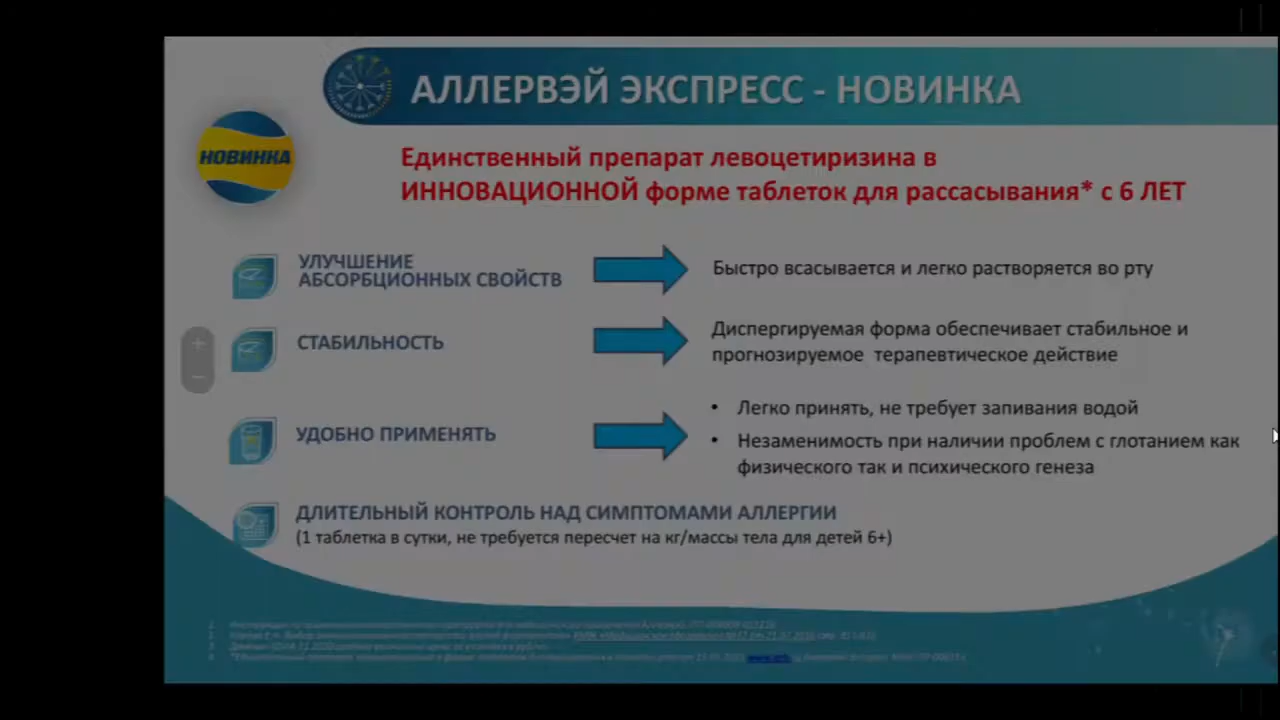 АЛЛЕРВЭЙ ЭКСПРЕСС - НОВИНКА
НОВИНКА
Единственный препарат левоцетиризина в
ИННОВАЦИОННОЙ форме таблеток для рассасывания* с 6 ЛЕТ
УЛУЧШЕНИЕ
АБСОРБЦИОННЫХ СВОЙСТВ
Быстро всасывается и легко растворяется во рту
СТАБИЛЬНОСТЬ
Диспергируемая форма обеспечивает стабильное и
прогнозируемое терапевтическое действие
УДОБНО ПРИМЕНЯТЬ
• Легко принять, не требует запивания водой
• Незаменимость при наличии проблем с глотанием как
физического так и психического генеза
ДЛИТЕЛЬНЫЙ КОНТРОЛЬ НАД СИМПТОМАМИ АЛЛЕРГИИ
(1 таблетка в сутки, не требуется пересчет на кг/массы тела для детей 6+)